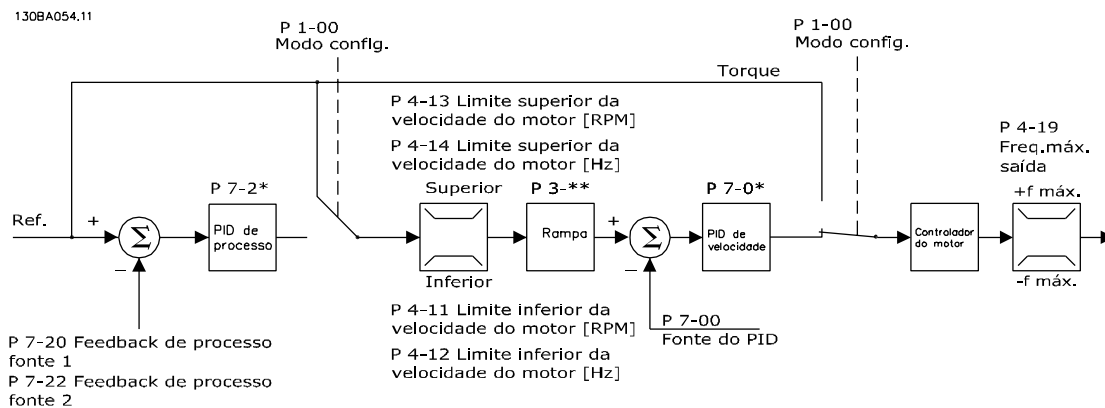 130BA054.11
P 1-00
Modo config.
P 1-00
Modo config.
Torque
P 4-13 Limite superior da
velocidade do motor [RPM]
P 4-14 Limite superior da
velocidade do motor [Hz]
P 4-19
Freq.máx.
saída
P 7-2*
Superior
P 3-**
P 7-0*
+f máx.
Ref.
+
Σ
−
PID de
processo
Rampa
+
Σ
−
PID de
velocidade
Controlador
do motor
Inferior
-f máx.
P 4-11 Limite inferior da
velocidade do motor [RPM]
P 4-12 Limite inferior da
velocidade do motor [Hz]
P 7-00
Fonte do PID
P 7-20 Feedback de processo
fonte 1
P 7-22 Feedback de processo
fonte 2